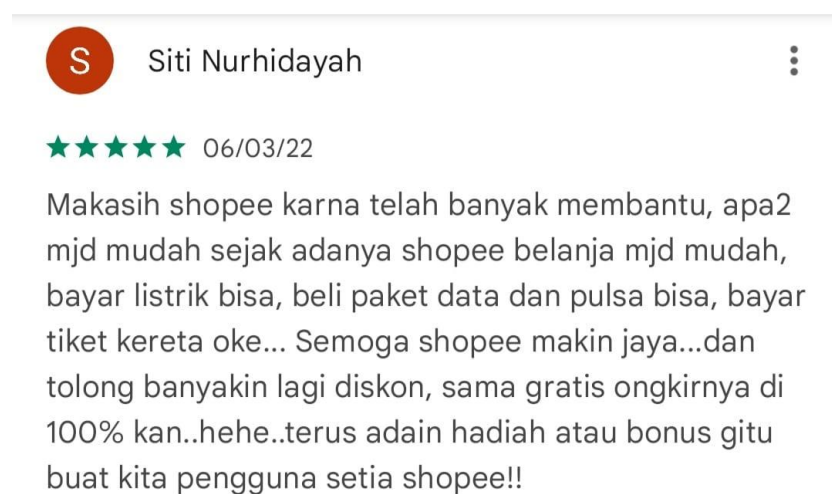 S
Siti Nurhidayah
06/03/22
Makasih shopee karna telah banyak membantu, apa2
mjd mudah sejak adanya shopee belanja mjd mudah,
bayar listrik bisa, beli paket data dan pulsa bisa, bayar
tiket kereta oke... Semoga shopee makin jaya...dan
tolong banyakin lagi diskon, sama gratis ongkirnya di
100% kan..hehe..terus adain hadiah atau bonus gitu
buat kita pengguna setia shopee!!